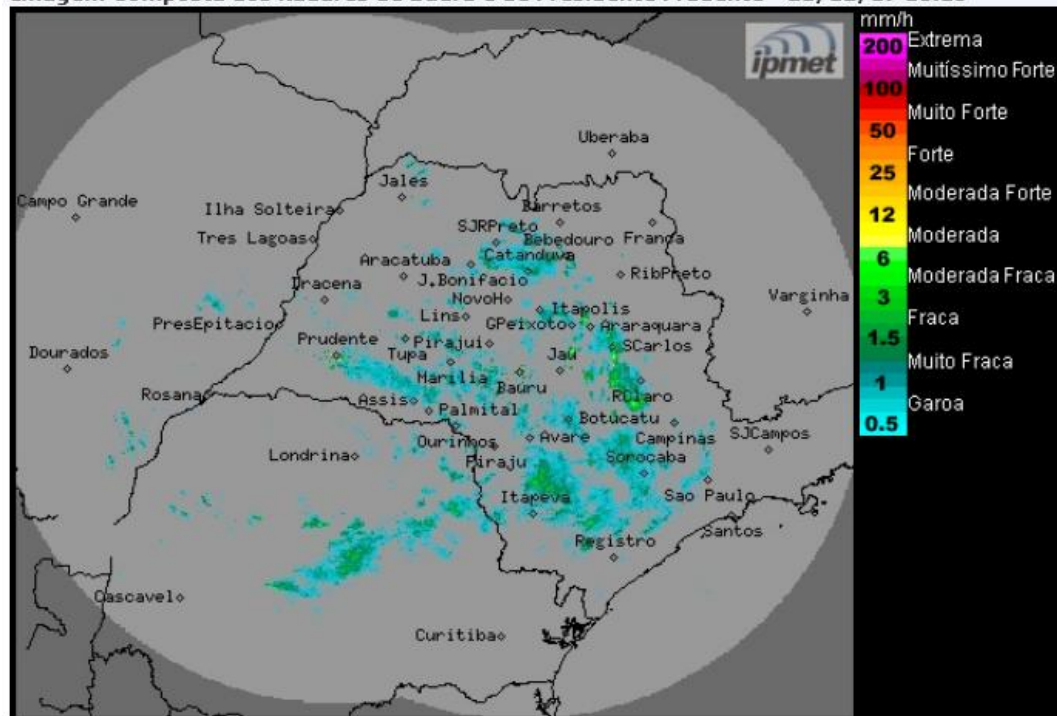 mm/h
200 Extrema
Muitíssimo Forte
100
Muito Forte
50
Forte
25
Moderada Forte
12
Moderada
6
Moderada Fraca
3
Fraca
1.5
Muito Fraca
1
Garoa
0.5
ipmet
Uberaba
Jales
Campo Grande
Ilha Solteira
Barretos
SJRPreto
Tres Lagoas
Bebedouro
Franca
Catanduva
Aracatuba
RibPreto
J.Bonifacio
Dracena
NovoH
Varginha
Itapolis
Lins
PresEpitacio
GPeixoto
Araraquara
Prudente
Pirajui
SCarlos
Dourados
Tupa
Jaú
Marilia
Bauru
Rosana
Assis
RClaro
Palmital
Botucatu
Ourinhos
Avare
Campinas
SJCampos
Londrina
Piraju
Sorocaba
Itapeva
Sao Paulo
Santos
Registro
Cascavel
Curitiba